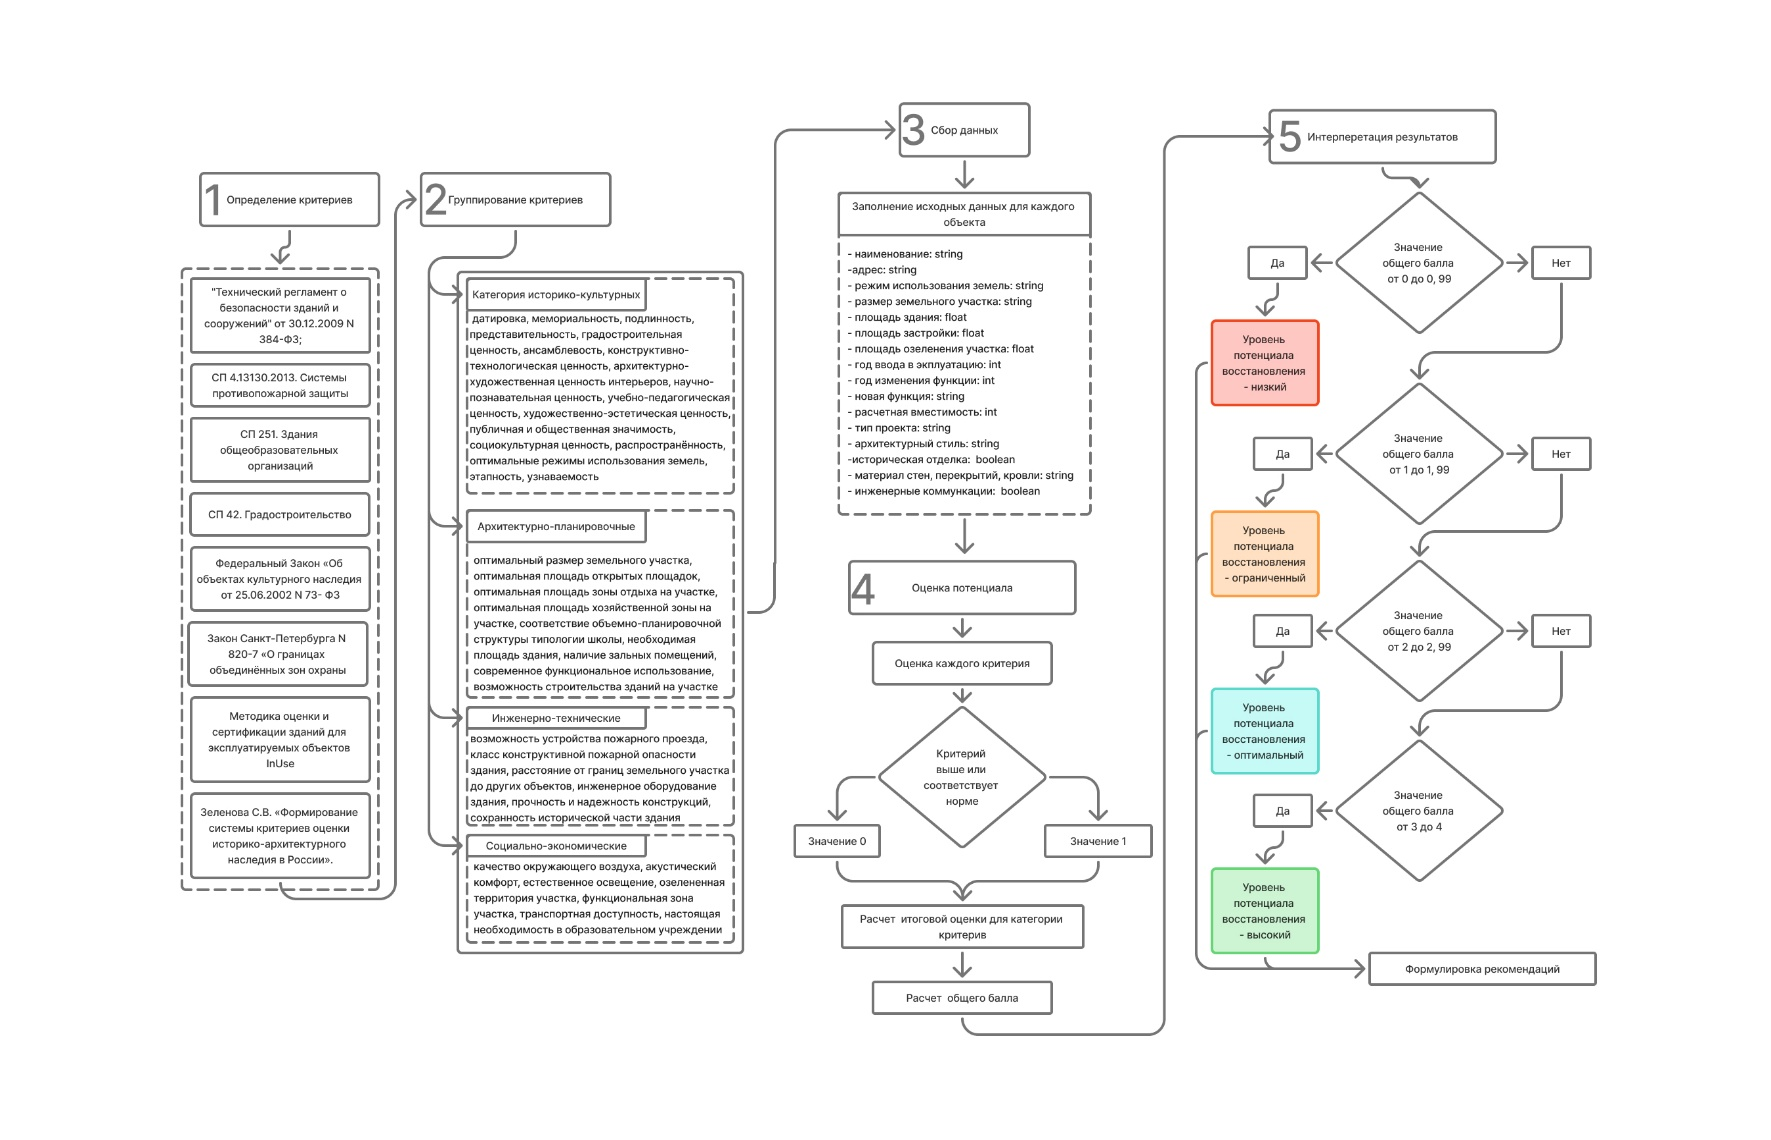 1 Определение критериев
"Технический регламент о
безопасности зданий и
сооружений" от 30.12.2009 N
384-ФЗ;
СП 4.13130.2013. Системы
противопожарной защиты
СП 251. Здания
общеобразовательных
организаций
СП 42. Градостроительство
Федеральный Закон «Об
объектах культурного наследия
от 25.06.2002 N 73- ФЗ
Закон Санкт-Петербурга N
820-7 «О границах
объединённых зон охраны
Методика оценки и
сертификации зданий для
эксплуатируемых объектов
InUse
Зеленова С.В. «Формирование
системы критериев оценки
историко-архитектурного
наследия в России».
2 Группирование критериев
Категория историко-культурных
датировка, мемориальность, подлинность,
представительность, градостроительная
ценность, ансамблевость, конструктивно-
технологическая ценность, архитектурно-
художественная ценность интерьеров, научно-
познавательная ценность, учебно-педагогическая
ценность, художественно-эстетическая ценность,
публичная и общественная значимость,
социокультурная ценность, распространённость,
оптимальные режимы использования земель,
этапность, узнаваемость
Архитектурно-планировочные
оптимальный размер земельного участка,
оптимальная площадь открытых площадок,
оптимальная площадь зоны отдыха на участке,
оптимальная площадь хозяйственной зоны на
участке, соответствие объемно-планировочной
структуры типологии школы, необходимая
площадь здания, наличие зальных помещений,
современное функциональное использование,
возможность строительства зданий на участке
Инженерно-технические
возможность устройства пожарного проезда,
класс конструктивной пожарной опасности
здания, расстояние от границ земельного участка
до других объектов, инженерное оборудование
здания, прочность и надежность конструкций,
сохранность исторической части здания
Социально-экономические
качество окружающего воздуха, акустический
комфорт, естественное освещение, озелененная
территория участка, функциональная зона
участка, транспортная доступность, настоящая
необходимость в образовательном учреждении
3 Сбор данных
Заполнение исходных данных для каждого
объекта
- наименование: string
-адрес: string
- режим использования земель: string
- размер земельного участка: string
- площадь здания: float
- площадь застройки: float
- площадь озеленения участка: float
- год ввода в экплуатацию: int
- год изменения функции: int
- новая функция: string
- расчетная вместимость: int
- тип проекта: string
- архитектурный стиль: string
-историческая отделка: boolean
- материал стен, перекрытий, кровли: string
- инженерные коммункации: boolean
4 Оценка потенциала
Оценка каждого критерия
Критерий
выше или
соответствует
норме
Значение 0
Значение 1
Расчет итоговой оценки для категории
критерив
Расчет общего балла
5 Интерперетация результатов
Значение
общего балла
от 0 до 0, 99
Да
Нет
Уровень
потенциала
восстановления
- низкий
Значение
общего балла
от 1 до 1, 99
Да
Нет
Уровень
потенциала
восстановления
- ограниченный
Значение
общего балла
от 2 до 2, 99
Да
Нет
Уровень
потенциала
восстановления
- оптимальный
Значение
общего балла
от 3 до 4
Да
Уровень
потенциала
восстановления
- высокий
Формулировка рекомендаций